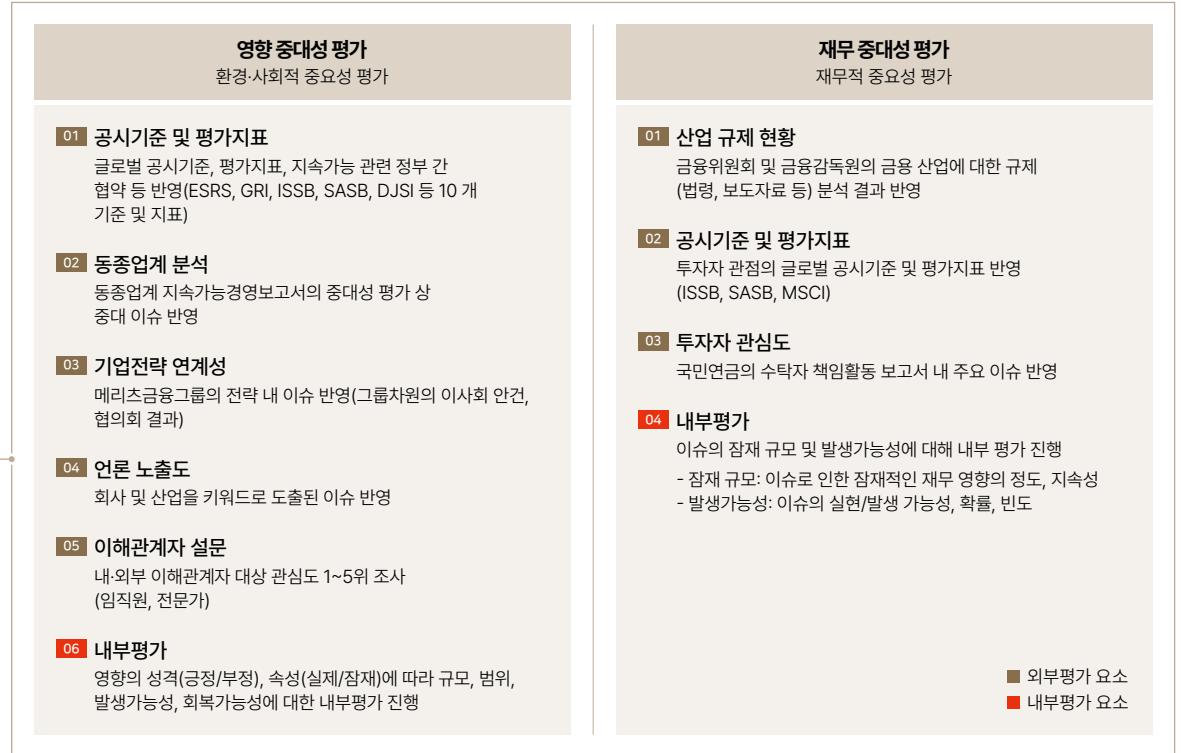 영향 중대성 평가
환경·사회적 중요성 평가
01 공시기준 및 평가지표
글로벌 공시기준, 평가지표, 지속가능 관련 정부 간
협약 등 반영(ESRS, GRI, ISSB, SASB, DJSI 등 10 개
기준 및 지표)
02 동종업계 분석
동종업계 지속가능경영보고서의 중대성 평가 상
중대 이슈 반영
03 기업전략 연계성
메리츠금융그룹의 전략 내 이슈 반영(그룹차원의 이사회 안건,
협의회 결과)
04 언론 노출도
회사 및 산업을 키워드로 도출된 이슈 반영
05 이해관계자 설문
내·외부 이해관계자 대상 관심도 1~5위 조사
(임직원, 전문가)
06 내부평가
영향의 성격(긍정/부정), 속성(실제/잠재)에 따라 규모, 범위,
발생가능성, 회복가능성에 대한 내부평가 진행
재무 중대성 평가
재무적 중요성 평가
01 산업 규제 현황
금융위원회 및 금융감독원의 금용 산업에 대한 규제
(법령, 보도자료 등) 분석 결과 반영
02 공시기준 및 평가지표
투자자 관점의 글로벌 공시기준 및 평가지표 반영
(ISSB, SASB, MSCI)
03 투자자 관심도
국민연금의 수탁자 책임활동 보고서 내 주요 이슈 반영
04 내부평가
이슈의 잠재 규모 및 발생가능성에 대해 내부 평가 진행
- 잠재 규모: 이슈로 인한 잠재적인 재무 영향의 정도, 지속성
- 발생가능성: 이슈의 실현/발생 가능성, 확률, 빈도
외부평가 요소
내부평가 요소